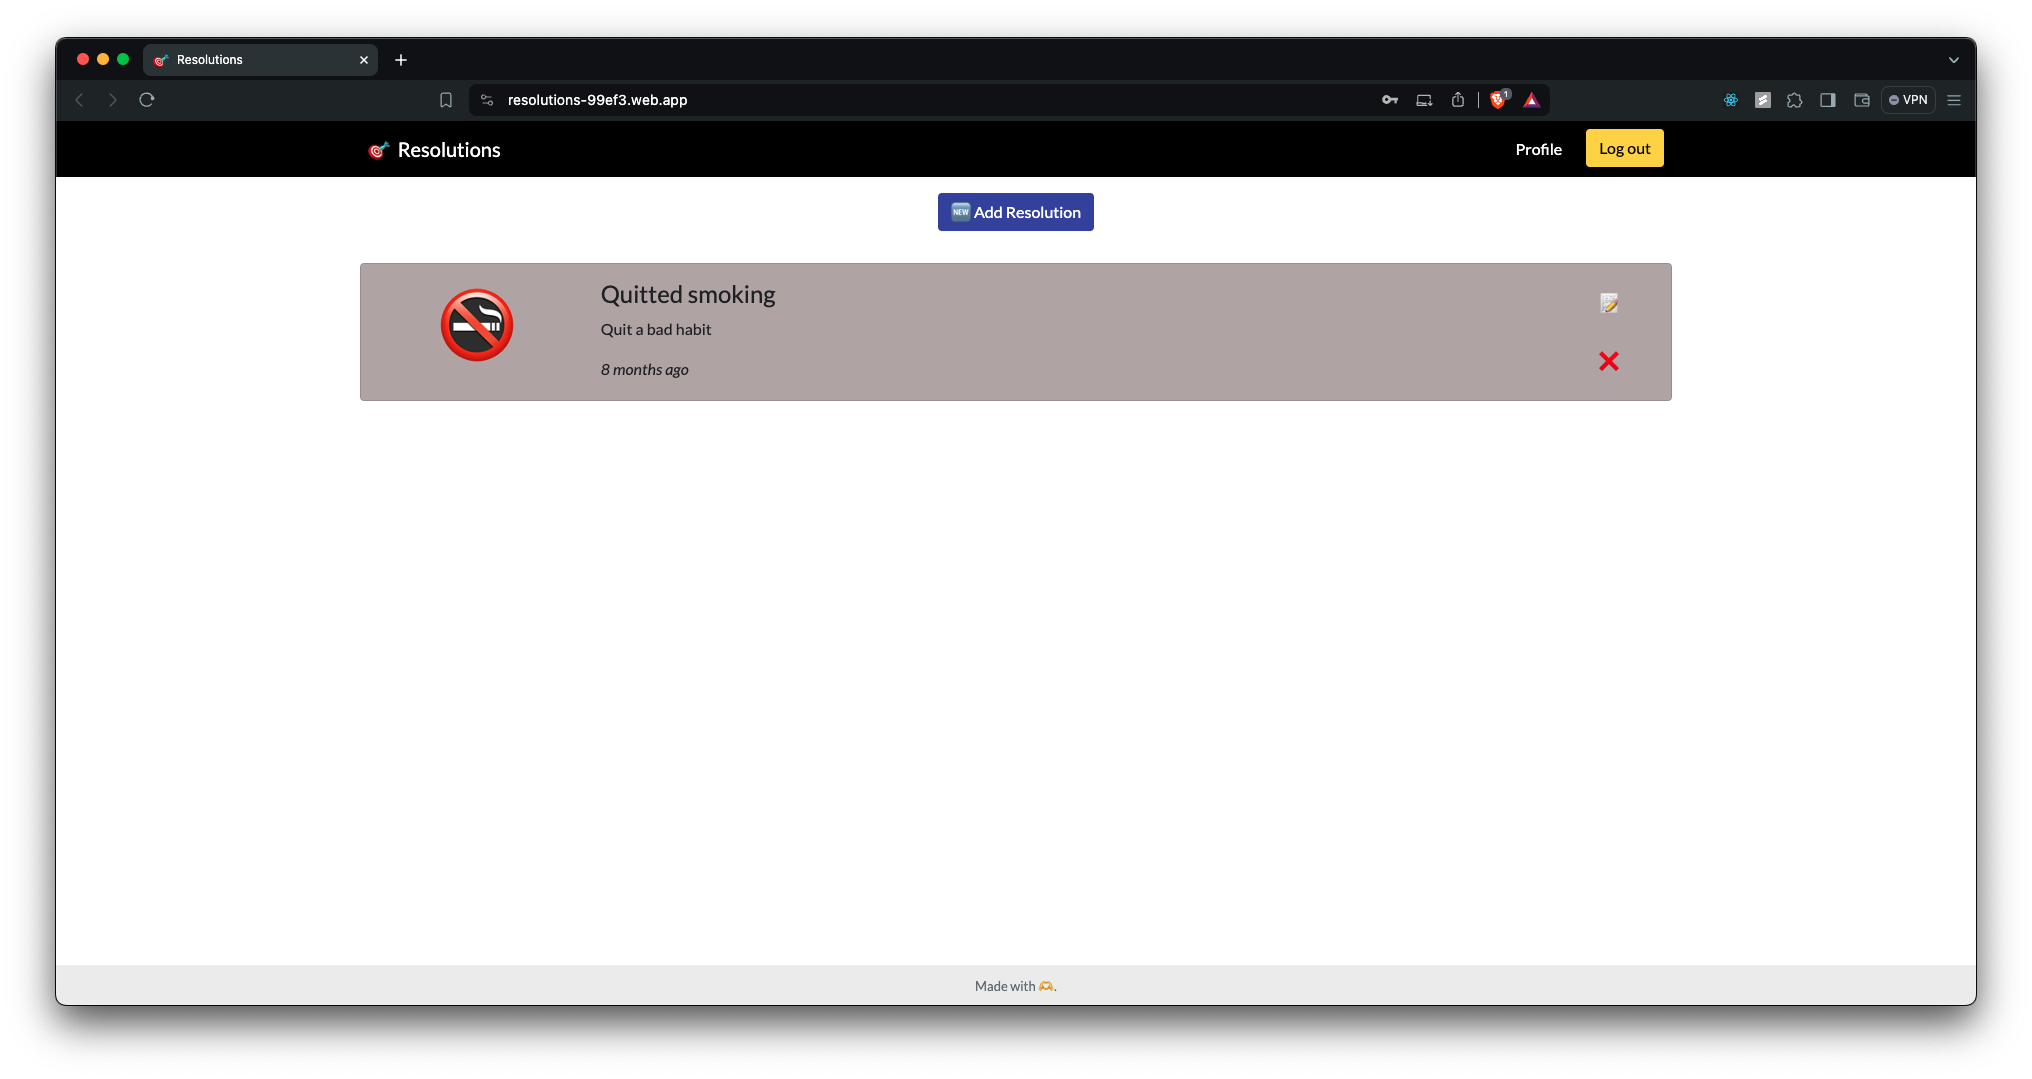 Resolutions
resolutions-99ef3.web.app
1
VPN
Resolutions
Profile
Log out
NEW Add Resolution
Quitted smoking
Quit a bad habit
8 months ago
Made with 🫶.